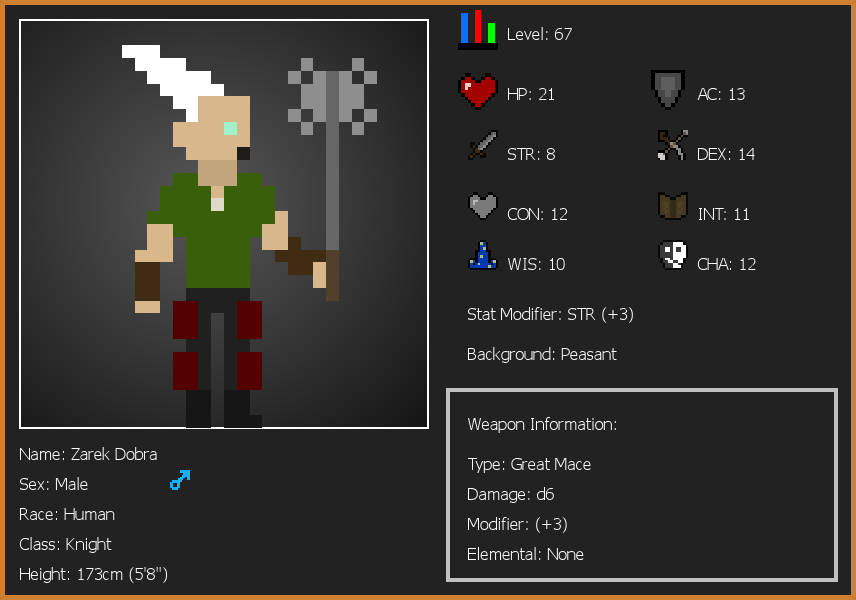 Level: 67
HP: 21
AC: 13
STR: 8
DEX: 14
CON: 12
INT: 11
WIS: 10
CHA: 12
Stat Modifier: STR (+3)
Background: Peasant
Weapon Information:
Type: Great Mace
Damage: d6
Modifier: (+3)
Elemental: None
Name: Zarek Dobra
Sex: Male
Race: Human
Class: Knight
Height: 173cm (5'8")